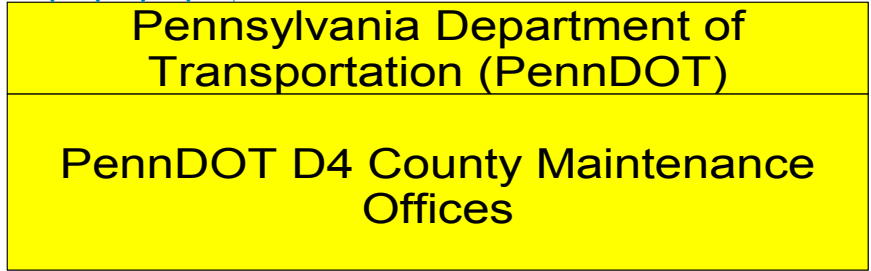 Pennsylvania Department of
Transportation (PennDOT)
PennDOT D4 County Maintenance
Offices